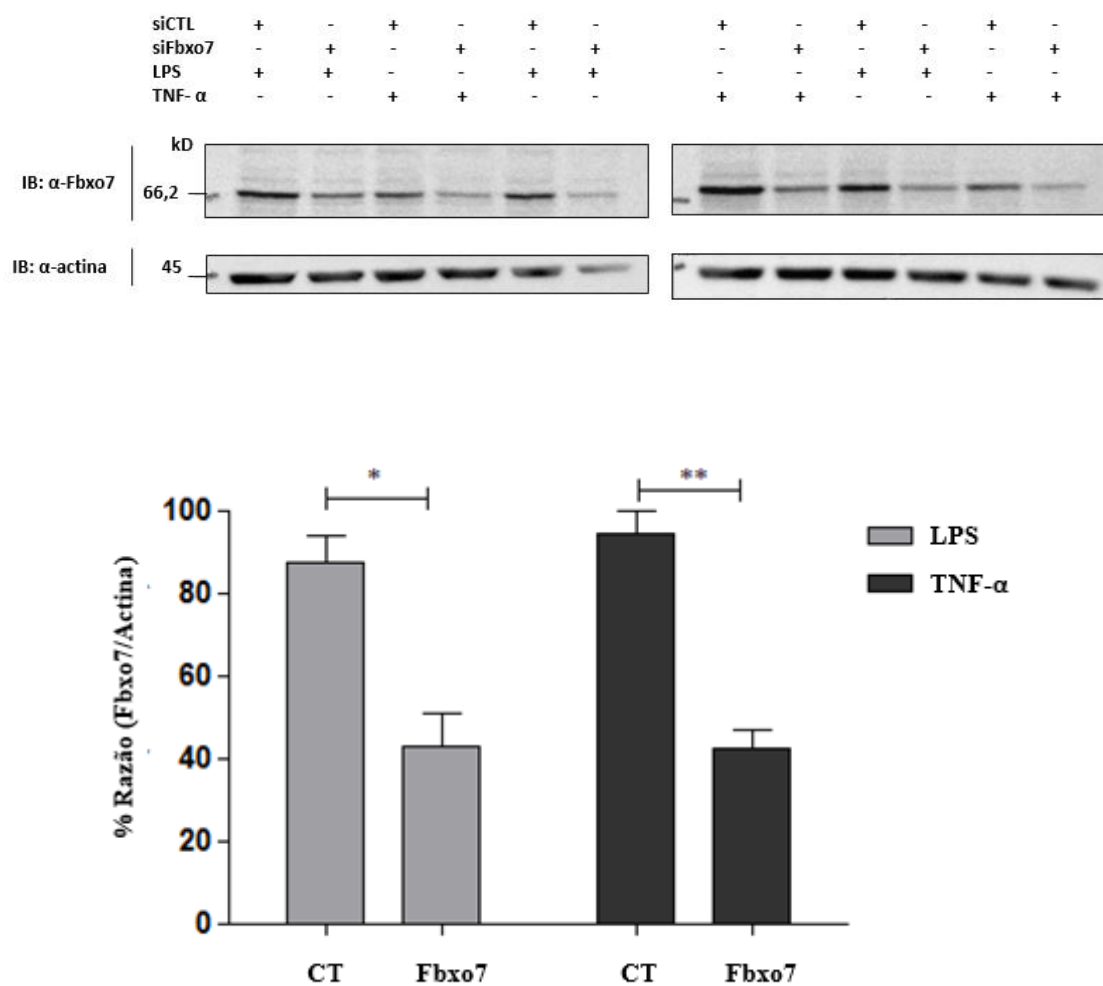 siCTL + - + - + - + - + - + -
siFbxo7 - + - + - + - + - + - +
LPS + + - - + + - - + + - -
TNF- α - - + + - - + + - - + +
kD
IB: α-Fbxo7 66,2
IB: α-actina 45
* **
% Razão (Fbxo7/Actina)
100
80
60
40
20
0
LPS
TNF-α
CT Fbxo7 CT Fbxo7